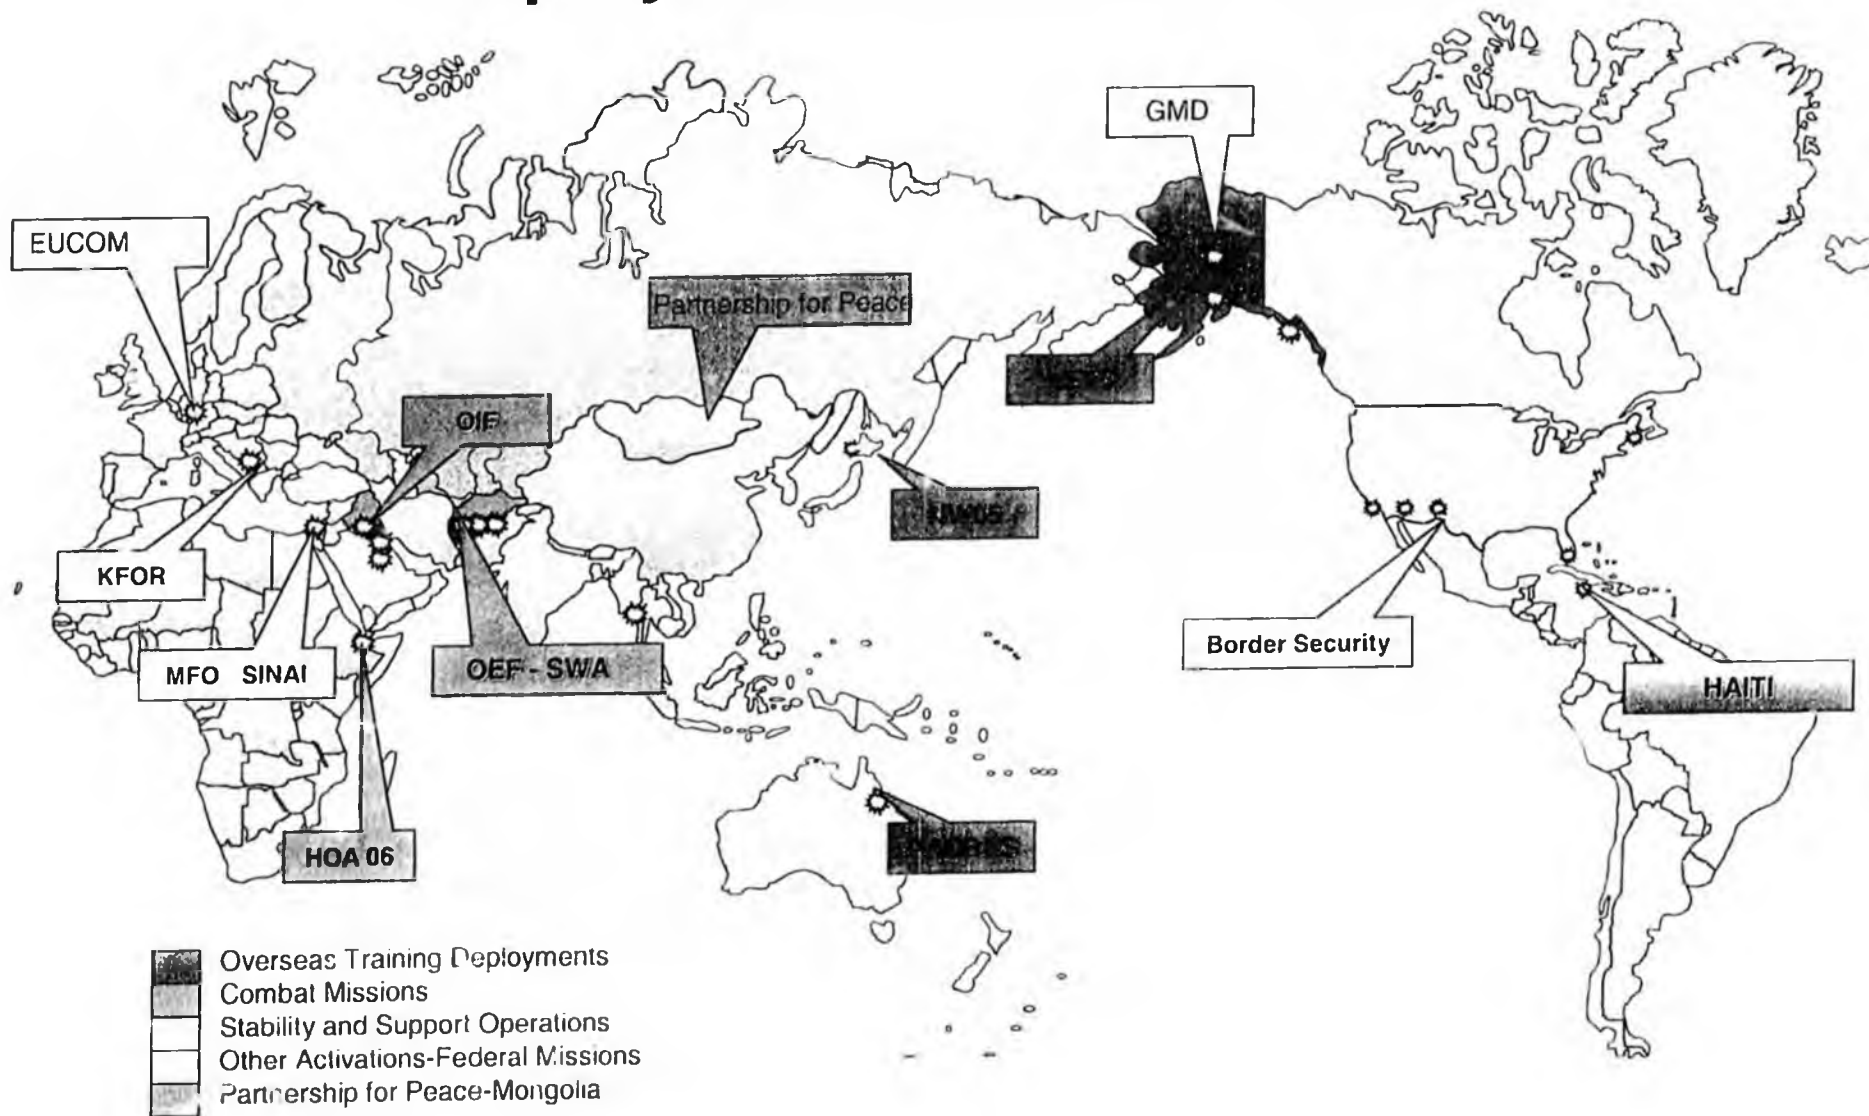 GMD
EUCOM
Partnership for Peace
OIF
KFOR
Border Security
MFO SINAI
OEF - SWA
HAITI
HOA 06
Overseas Training Deployments
Combat Missions
Stability and Support Operations
Other Activations-Federal Missions
Partnership for Peace-Mongolia